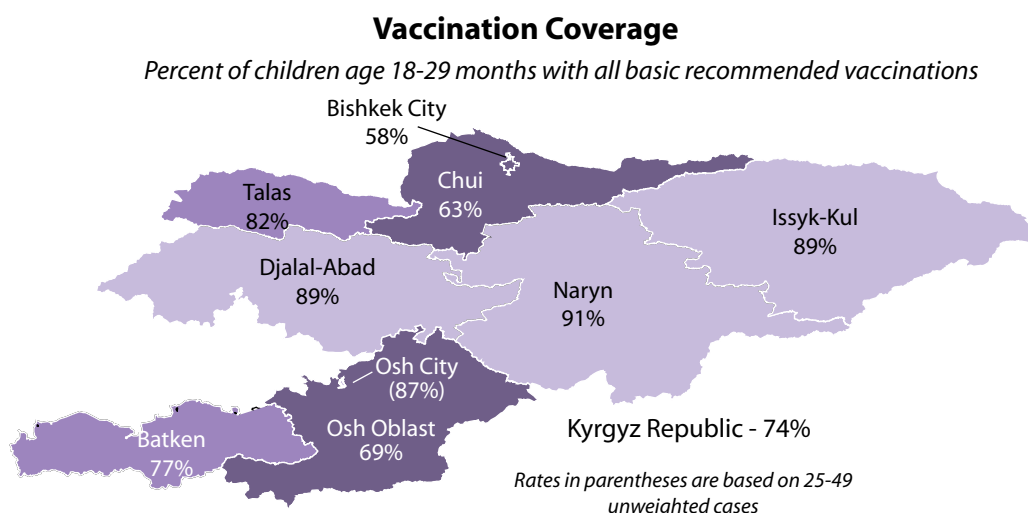 Vaccination Coverage
Percent of children age 18-29 months with all basic recommended vaccinations
Bishkek City
58%
Talas
82%
Chui
63%
Issyk-Kul
89%
Djalal-Abad
89%
Naryn
91%
Osh City
(87%)
Osh Oblast
69%
Batken
77%
Kyrgyz Republic - 74%
Rates in parentheses are based on 25-49
unweighted cases